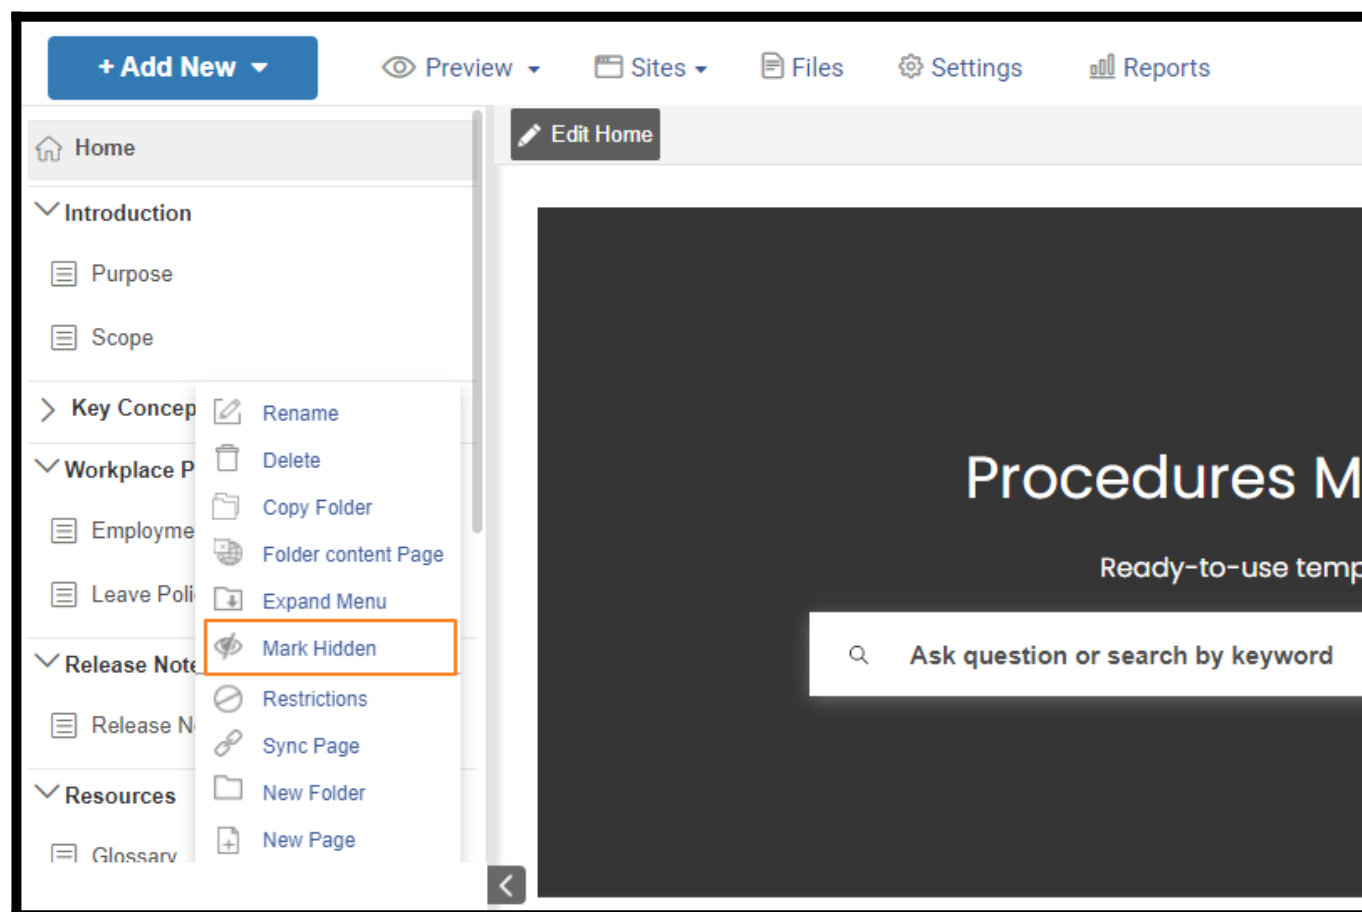 + Add New
Preview
Sites
Files
Settings
Reports
Home
Edit Home
Introduction
Purpose
Scope
Key Concep
Workplace P
Employme
Leave Poli
Release Note
Release N
Resources
Glossary
Rename
Delete
Copy Folder
Folder content Page
Expand Menu
Mark Hidden
Restrictions
Sync Page
New Folder
New Page
Procedures M
Ready-to-use temp
Ask question or search by keyword